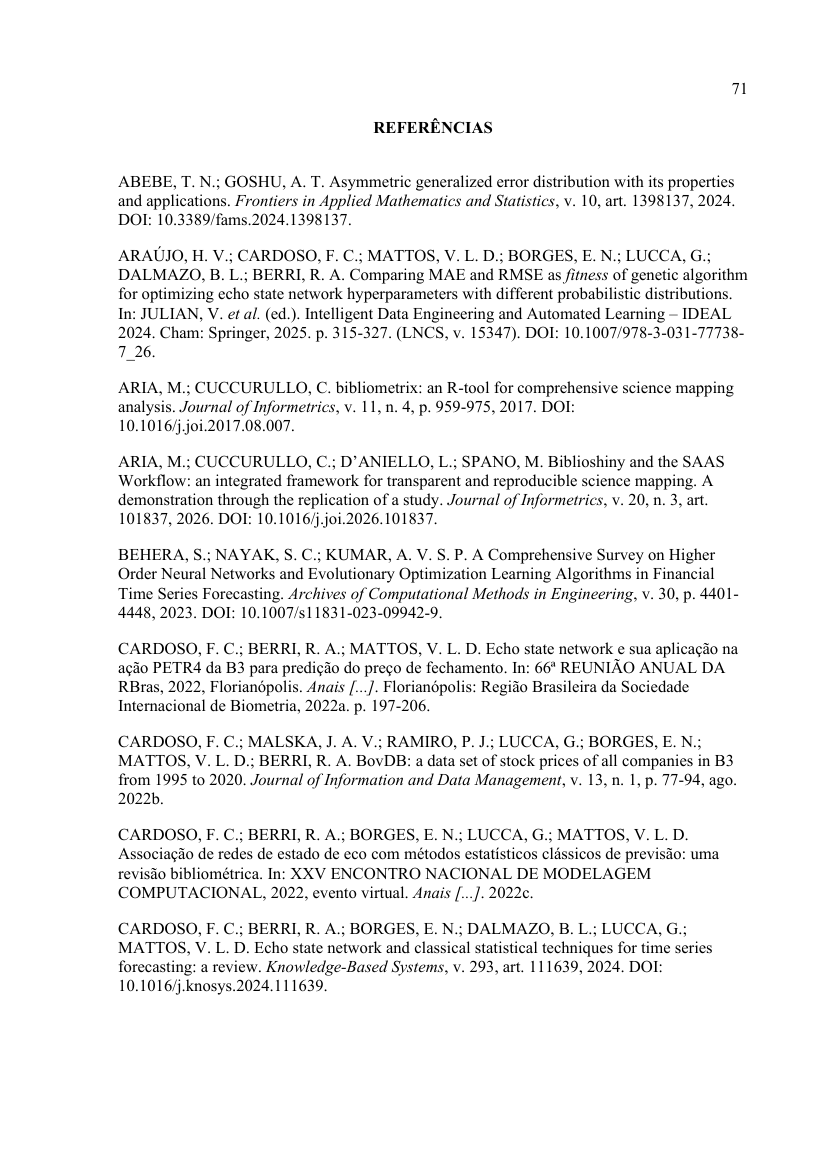 71
REFERÊNCIAS
ABEBE, T. N.; GOSHU, A. T. Asymmetric generalized error distribution with its properties
and applications. Frontiers in Applied Mathematics and Statistics, v. 10, art. 1398137, 2024.
DOI: 10.3389/fams.2024.1398137.
ARAÚJO, H. V.; CARDOSO, F. C.; MATTOS, V. L. D.; BORGES, E. N.; LUCCA, G.;
DALMAZO, B. L.; BERRI, R. A. Comparing MAE and RMSE as fitness of genetic algorithm
for optimizing echo state network hyperparameters with different probabilistic distributions.
In: JULIAN, V. et al. (ed.). Intelligent Data Engineering and Automated Learning – IDEAL
2024. Cham: Springer, 2025. p. 315-327. (LNCS, v. 15347). DOI: 10.1007/978-3-031-77738-
7_26.
ARIA, M.; CUCCURULLO, C. bibliometrix: an R-tool for comprehensive science mapping
analysis. Journal of Informetrics, v. 11, n. 4, p. 959-975, 2017. DOI:
10.1016/j.joi.2017.08.007.
ARIA, M.; CUCCURULLO, C.; D’ANIELLO, L.; SPANO, M. Biblioshiny and the SAAS
Workflow: an integrated framework for transparent and reproducible science mapping. A
demonstration through the replication of a study. Journal of Informetrics, v. 20, n. 3, art.
101837, 2026. DOI: 10.1016/j.joi.2026.101837.
BEHERA, S.; NAYAK, S. C.; KUMAR, A. V. S. P. A Comprehensive Survey on Higher
Order Neural Networks and Evolutionary Optimization Learning Algorithms in Financial
Time Series Forecasting. Archives of Computational Methods in Engineering, v. 30, p. 4401-
4448, 2023. DOI: 10.1007/s11831-023-09942-9.
CARDOSO, F. C.; BERRI, R. A.; MATTOS, V. L. D. Echo state network e sua aplicação na
ação PETR4 da B3 para predição do preço de fechamento. In: 66ª REUNIÃO ANUAL DA
RBras, 2022, Florianópolis. Anais [...]. Florianópolis: Região Brasileira da Sociedade
Internacional de Biometria, 2022a. p. 197-206.
CARDOSO, F. C.; MALSKA, J. A. V.; RAMIRO, P. J.; LUCCA, G.; BORGES, E. N.;
MATTOS, V. L. D.; BERRI, R. A. BovDB: a data set of stock prices of all companies in B3
from 1995 to 2020. Journal of Information and Data Management, v. 13, n. 1, p. 77-94, ago.
2022b.
CARDOSO, F. C.; BERRI, R. A.; BORGES, E. N.; LUCCA, G.; MATTOS, V. L. D.
Associação de redes de estado de eco com métodos estatísticos clássicos de previsão: uma
revisão bibliométrica. In: XXV ENCONTRO NACIONAL DE MODELAGEM
COMPUTACIONAL, 2022, evento virtual. Anais [...]. 2022c.
CARDOSO, F. C.; BERRI, R. A.; BORGES, E. N.; DALMAZO, B. L.; LUCCA, G.;
MATTOS, V. L. D. Echo state network and classical statistical techniques for time series
forecasting: a review. Knowledge-Based Systems, v. 293, art. 111639, 2024. DOI:
10.1016/j.knosys.2024.111639.